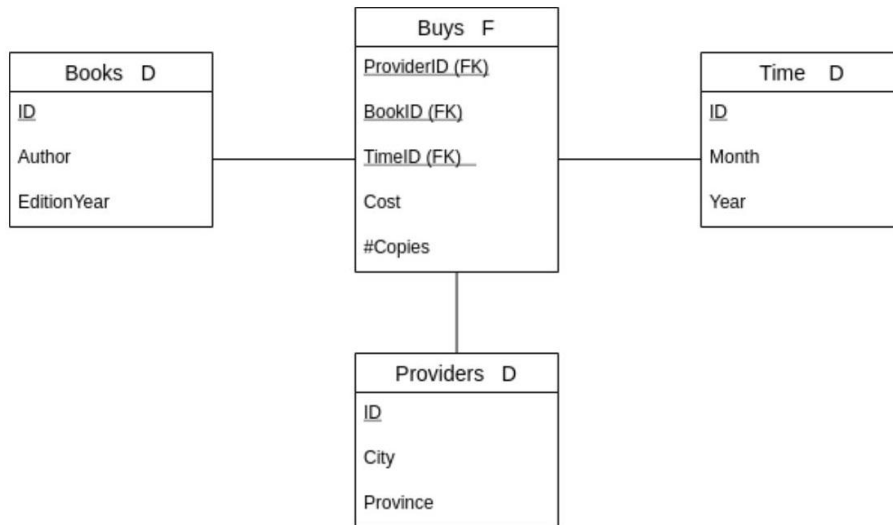 Buys F
ProviderID (FK)
BookID (FK)
TimeID (FK)
Cost
#Copies
Books D
ID
Author
EditionYear
Time D
ID
Month
Year
Providers D
ID
City
Province